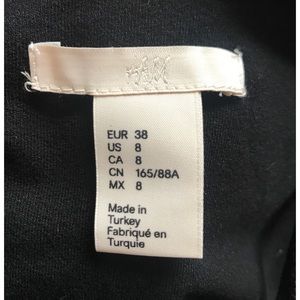 H&M
EUR 38
US 8
CA 8
CN 165/88A
MX 8
Made in
Turkey
Fabriqué en
Turquie